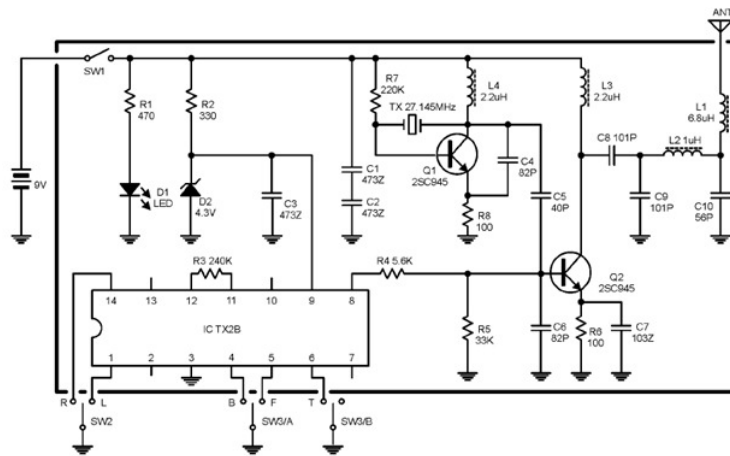 ANT
SW1
R1
470
R2
330
R7
220K
L4
2.2uH
L3
2.2uH
L1
6.8uH
TX 27.145MHz
C8 101P
L2 1uH
9V
D1
LED
D2
4.3V
C3
473Z
C1
473Z
C2
473Z
Q1
2SC945
C4
82P
R8
100
C5
40P
C9
101P
C10
56P
R3 240K
R4 5.6K
Q2
2SC945
14 13 12 11 10 9 8
IC TX2B
1 2 3 4 5 6 7
R5
33K
C6
82P
R6
100
C7
103Z
R L B F T
SW2 SW3/A SW3/B